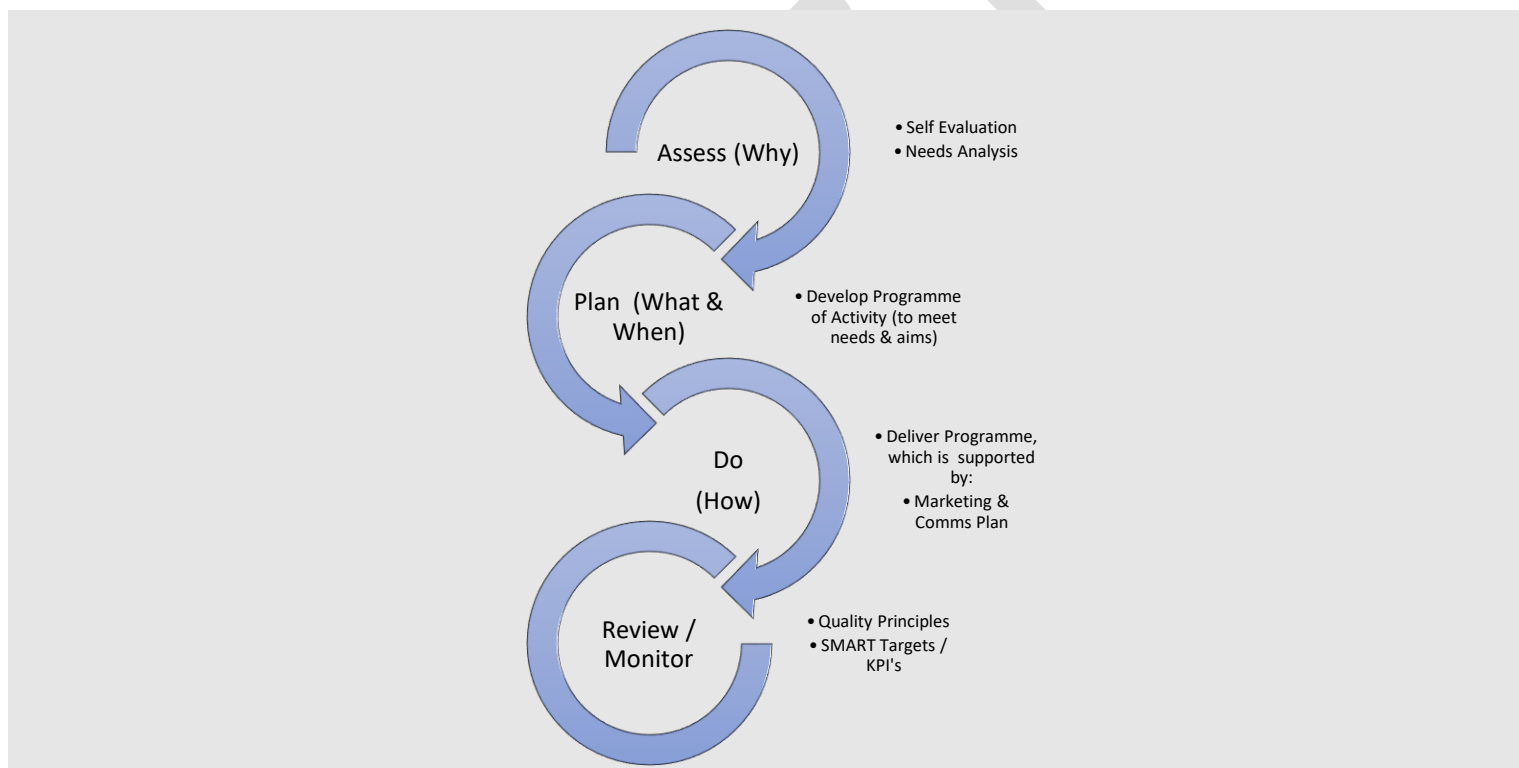 Assess (Why)
• Self Evaluation
• Needs Analysis
Plan  (What &
When)
• Develop Programme
of Activity (to meet
needs & aims)
Do
(How)
• Deliver Programme,
which is  supported
by:
• Marketing &
Comms Plan
Review /
Monitor
• Quality Principles
• SMART Targets /
KPI's